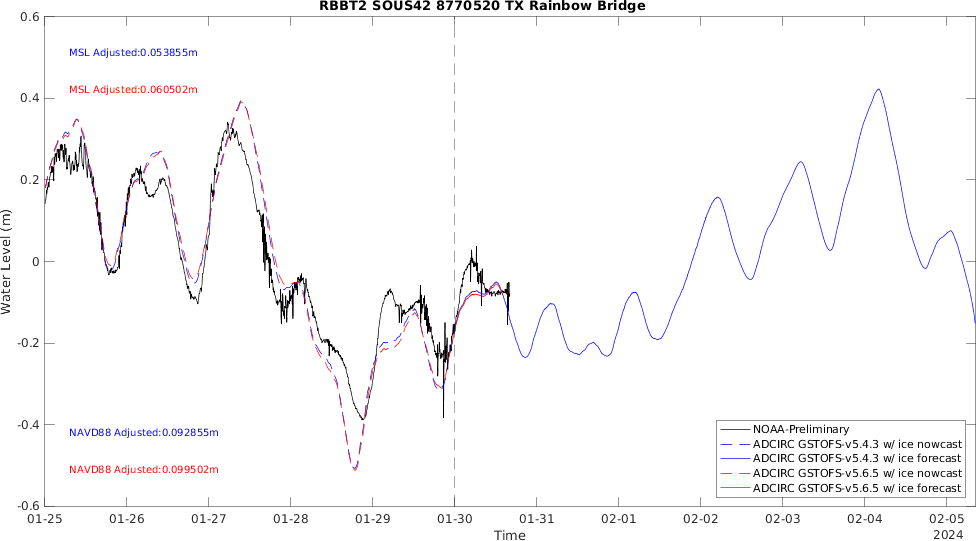 RBBT2 SOUS42 8770520 TX Rainbow Bridge
0.6
MSL Adjusted:0.053855m
MSL Adjusted:0.060502m
0.4
0.2
0
-0.2
-0.4
-0.6
Water Level (m)
NAVD88 Adjusted:0.092855m
NAVD88 Adjusted:0.099502m
NOAA-Preliminary
ADCIRC GSTOFS-v5.4.3 w/ ice nowcast
ADCIRC GSTOFS-v5.4.3 w/ ice forecast
ADCIRC GSTOFS-v5.6.5 w/ ice nowcast
ADCIRC GSTOFS-v5.6.5 w/ ice forecast
01-25 01-26 01-27 01-28 01-29 01-30 01-31 02-01 02-02 02-03 02-04 02-05
Time
2024